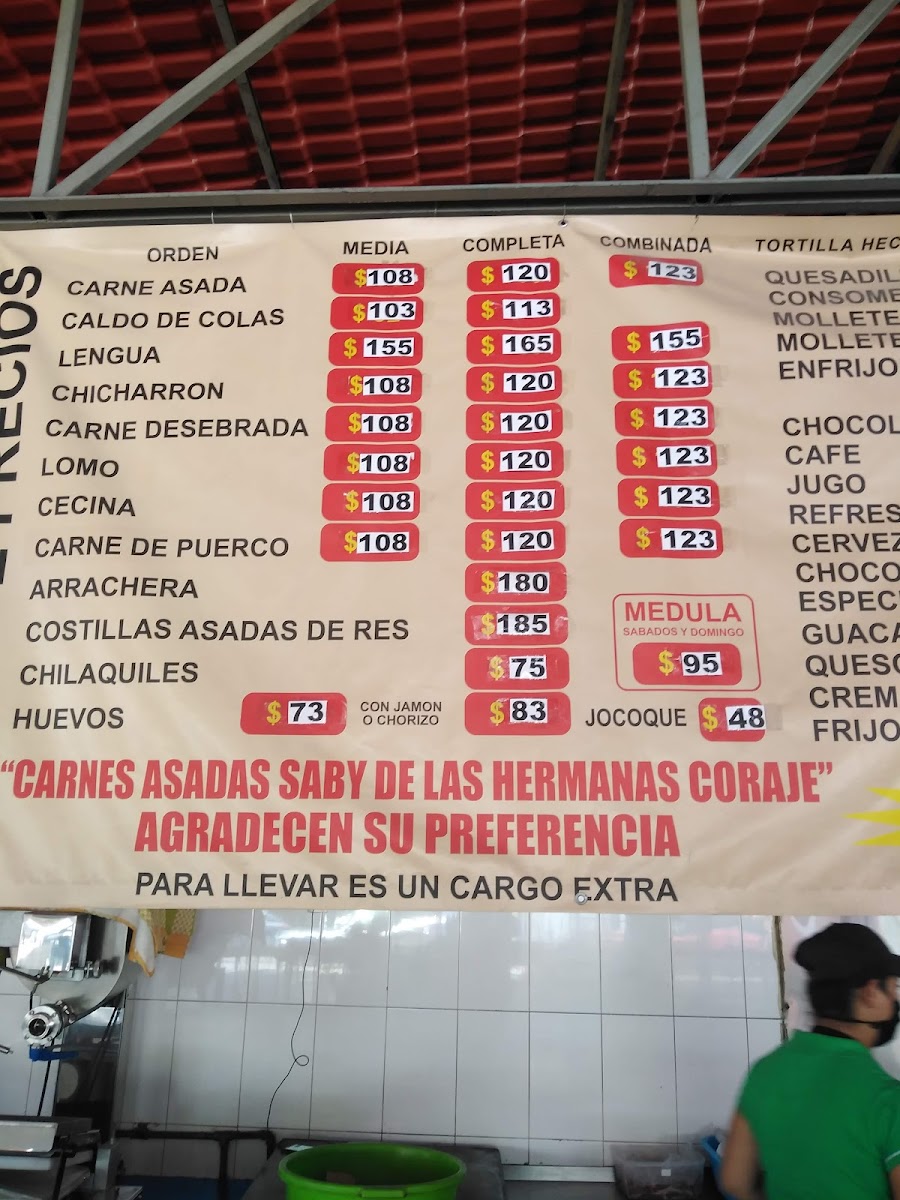 ORDEN MEDIA COMPLETA COMBINADA
CARNE ASADA $108 $120 $123
CALDO DE COLAS $103 $113
LENGUA $155 $165 $155
CHICHARRON $108 $120 $123
CARNE DESEBRADA $108 $120 $123
LOMO $108 $120 $123
CECINA $108 $120 $123
CARNE DE PUERCO $108 $120 $123
ARRACHERA $180
COSTILLAS ASADAS DE RES $185
CHILAQUILES $75
HUEVOS $73 CON JAMON O CHORIZO $83
MEDULA
SABADOS Y DOMINGO
$95
JOCOQUE $48
TORTILLA HEC
QUESADIL
CONSOME
MOLLETE
MOLLETE
ENFRIJO
CHOCOL
CAFE
JUGO
REFRES
CERVEZ
CHOCO
ESPECI
GUACA
QUESO
CREM
FRIJO
"CARNES ASADAS SABY DE LAS HERMANAS CORAJE"
AGRADECEN SU PREFERENCIA
PARA LLEVAR ES UN CARGO EXTRA